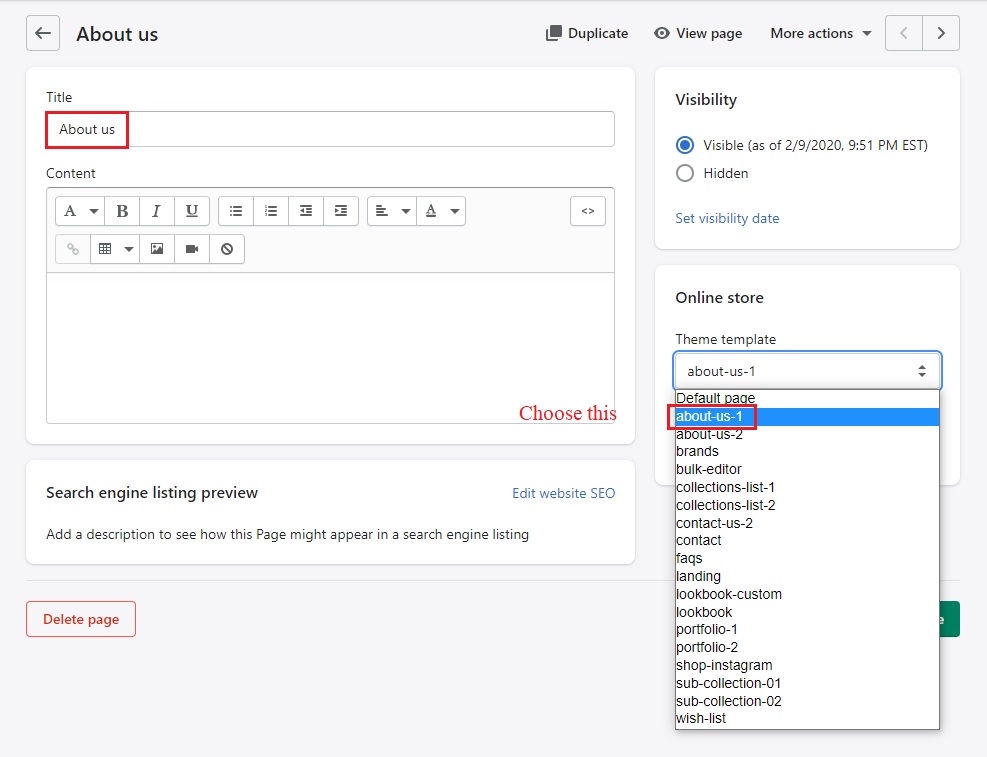 About us
Duplicate
View page
More actions
Title
About us
Content
A
B
I
U
A
<>
Choose this
Search engine listing preview
Edit website SEO
Add a description to see how this Page might appear in a search engine listing
Delete page
Visibility
Visible (as of 2/9/2020, 9:51 PM EST)
Hidden
Set visibility date
Online store
Theme template
about-us-1
Default page
about-us-1
about-us-2
brands
bulk-editor
collections-list-1
collections-list-2
contact-us-2
contact
faqs
landing
lookbook-custom
lookbook
portfolio-1
portfolio-2
shop-instagram
sub-collection-01
sub-collection-02
wish-list